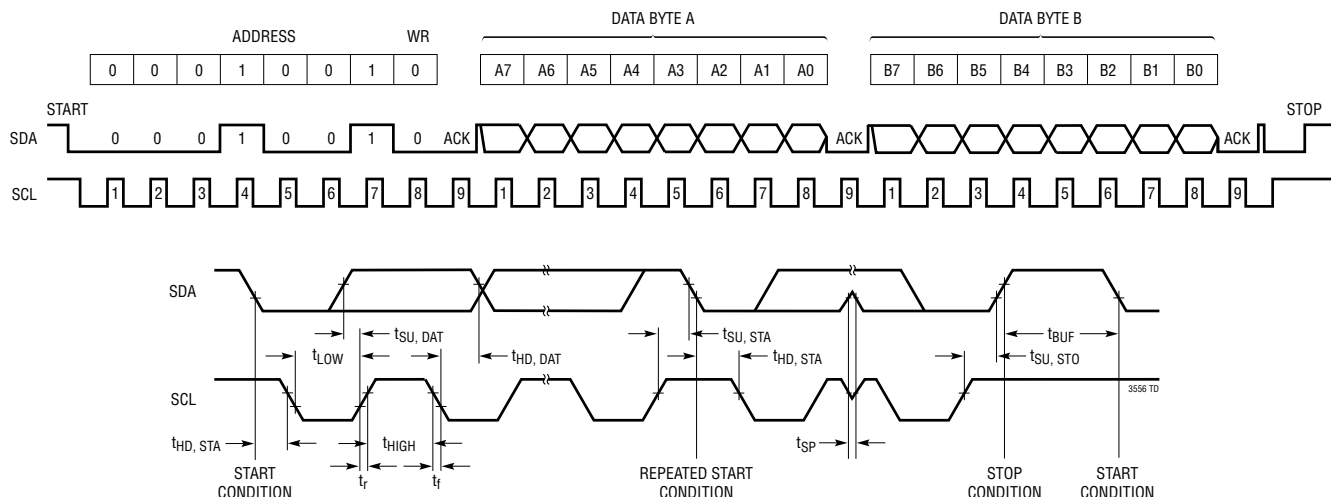 DATA BYTE A DATA BYTE B
ADDRESS WR
0 0 0 1 0 0 1 0 A7 A6 A5 A4 A3 A2 A1 A0 B7 B6 B5 B4 B3 B2 B1 B0
START STOP
SDA 0 0 0 1 0 0 1 0 ACK ACK ACK
SCL 1 2 3 4 5 6 7 8 9 1 2 3 4 5 6 7 8 9 1 2 3 4 5 6 7 8 9
SDA
tSU, DAT tSU, STA tBUF
tLOW tHD, DAT tHD, STA tSU, STO
SCL 3556 TD
tHD, STA tHIGH tSP
tr tf
START CONDITION
REPEATED START CONDITION
STOP CONDITION
START CONDITION